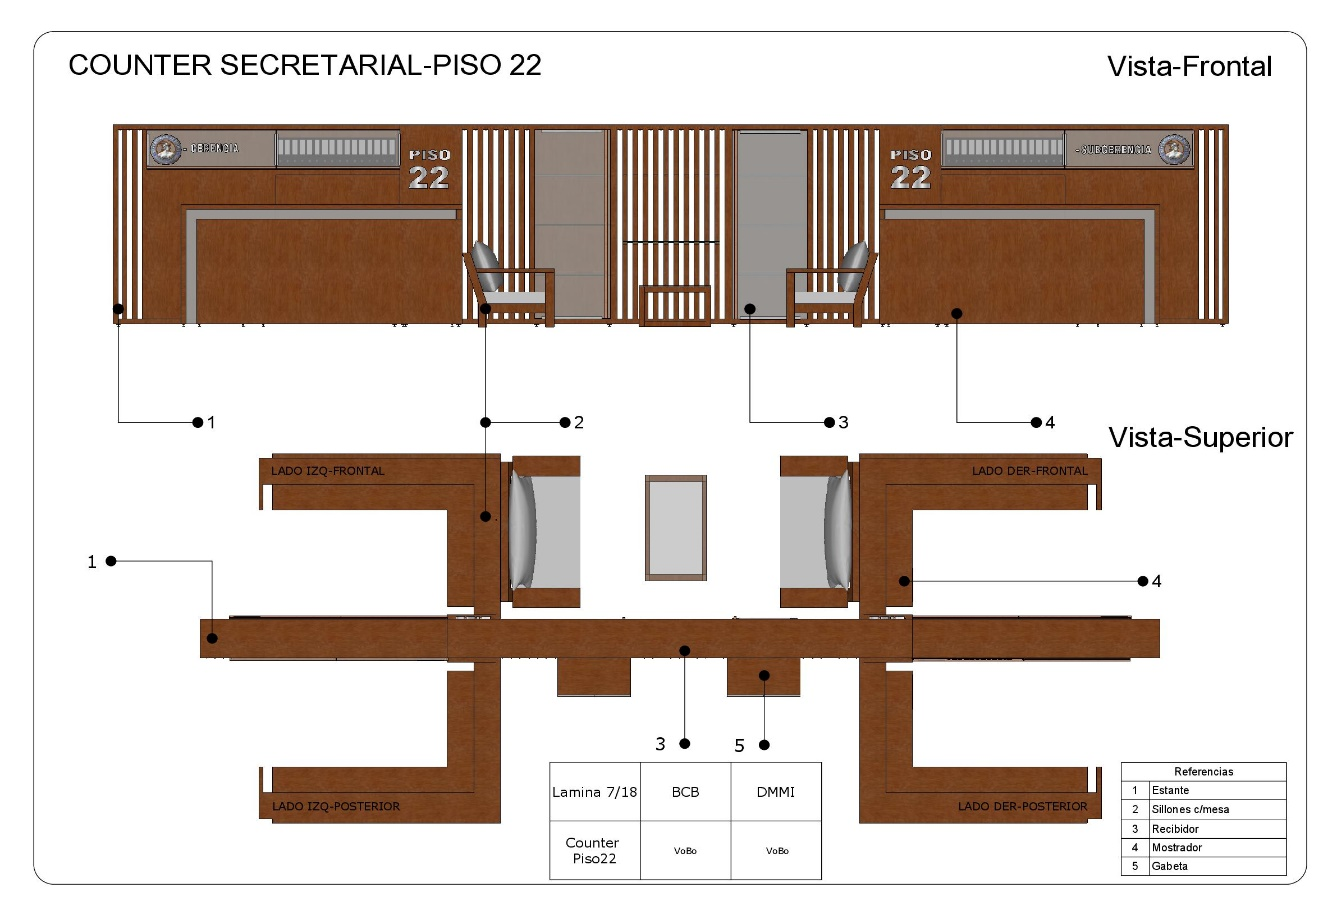 COUNTER SECRETARIAL-PISO 22
Vista-Frontal
- GERENCIA
PISO
22
PISO
22
- SUBGERENCIA
1
2
3
4
Vista-Superior
LADO IZQ-FRONTAL
LADO DER-FRONTAL
1
4
3
5
LADO IZQ-POSTERIOR
LADO DER-POSTERIOR
Lamina 7/18
BCB
DMMI
Counter
Piso22
VoBo
VoBo
Referencias
1 Estante
2 Sillones c/mesa
3 Recibidor
4 Mostrador
5 Gabeta